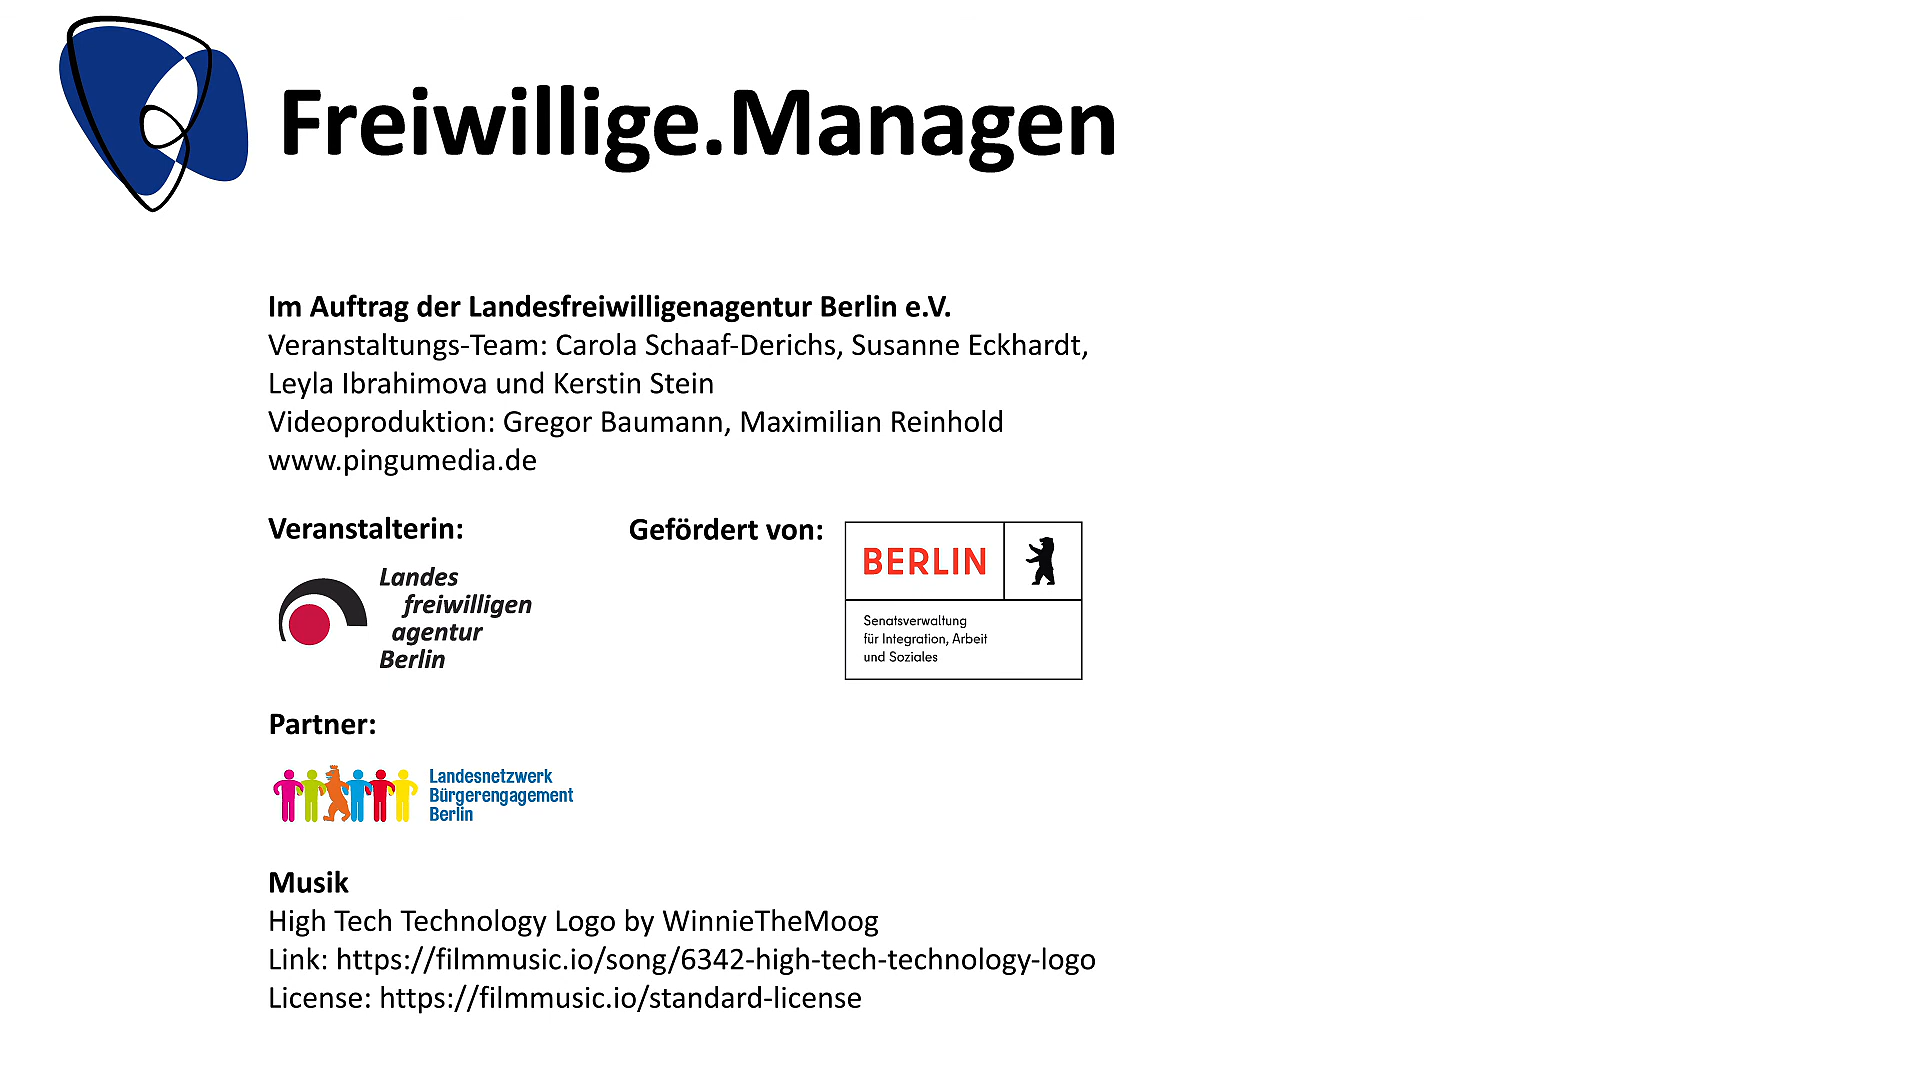 Freiwillige.Managen
Im Auftrag der Landesfreiwilligenagentur Berlin e.V.
Veranstaltungs-Team: Carola Schaaf-Derichs, Susanne Eckhardt,
Leyla Ibrahimova und Kerstin Stein
Videoproduktion: Gregor Baumann, Maximilian Reinhold
www.pingumedia.de
Veranstalterin:
Landes
freiwilligen
agentur
Berlin
Gefördert von:
BERLIN
Senatsverwaltung
für Integration, Arbeit
und Soziales
Partner:
Landesnetzwerk
Bürgerengagement
Berlin
Musik
High Tech Technology Logo by WinnieTheMoog
Link: https://filmmusic.io/song/6342-high-tech-technology-logo
License: https://filmmusic.io/standard-license